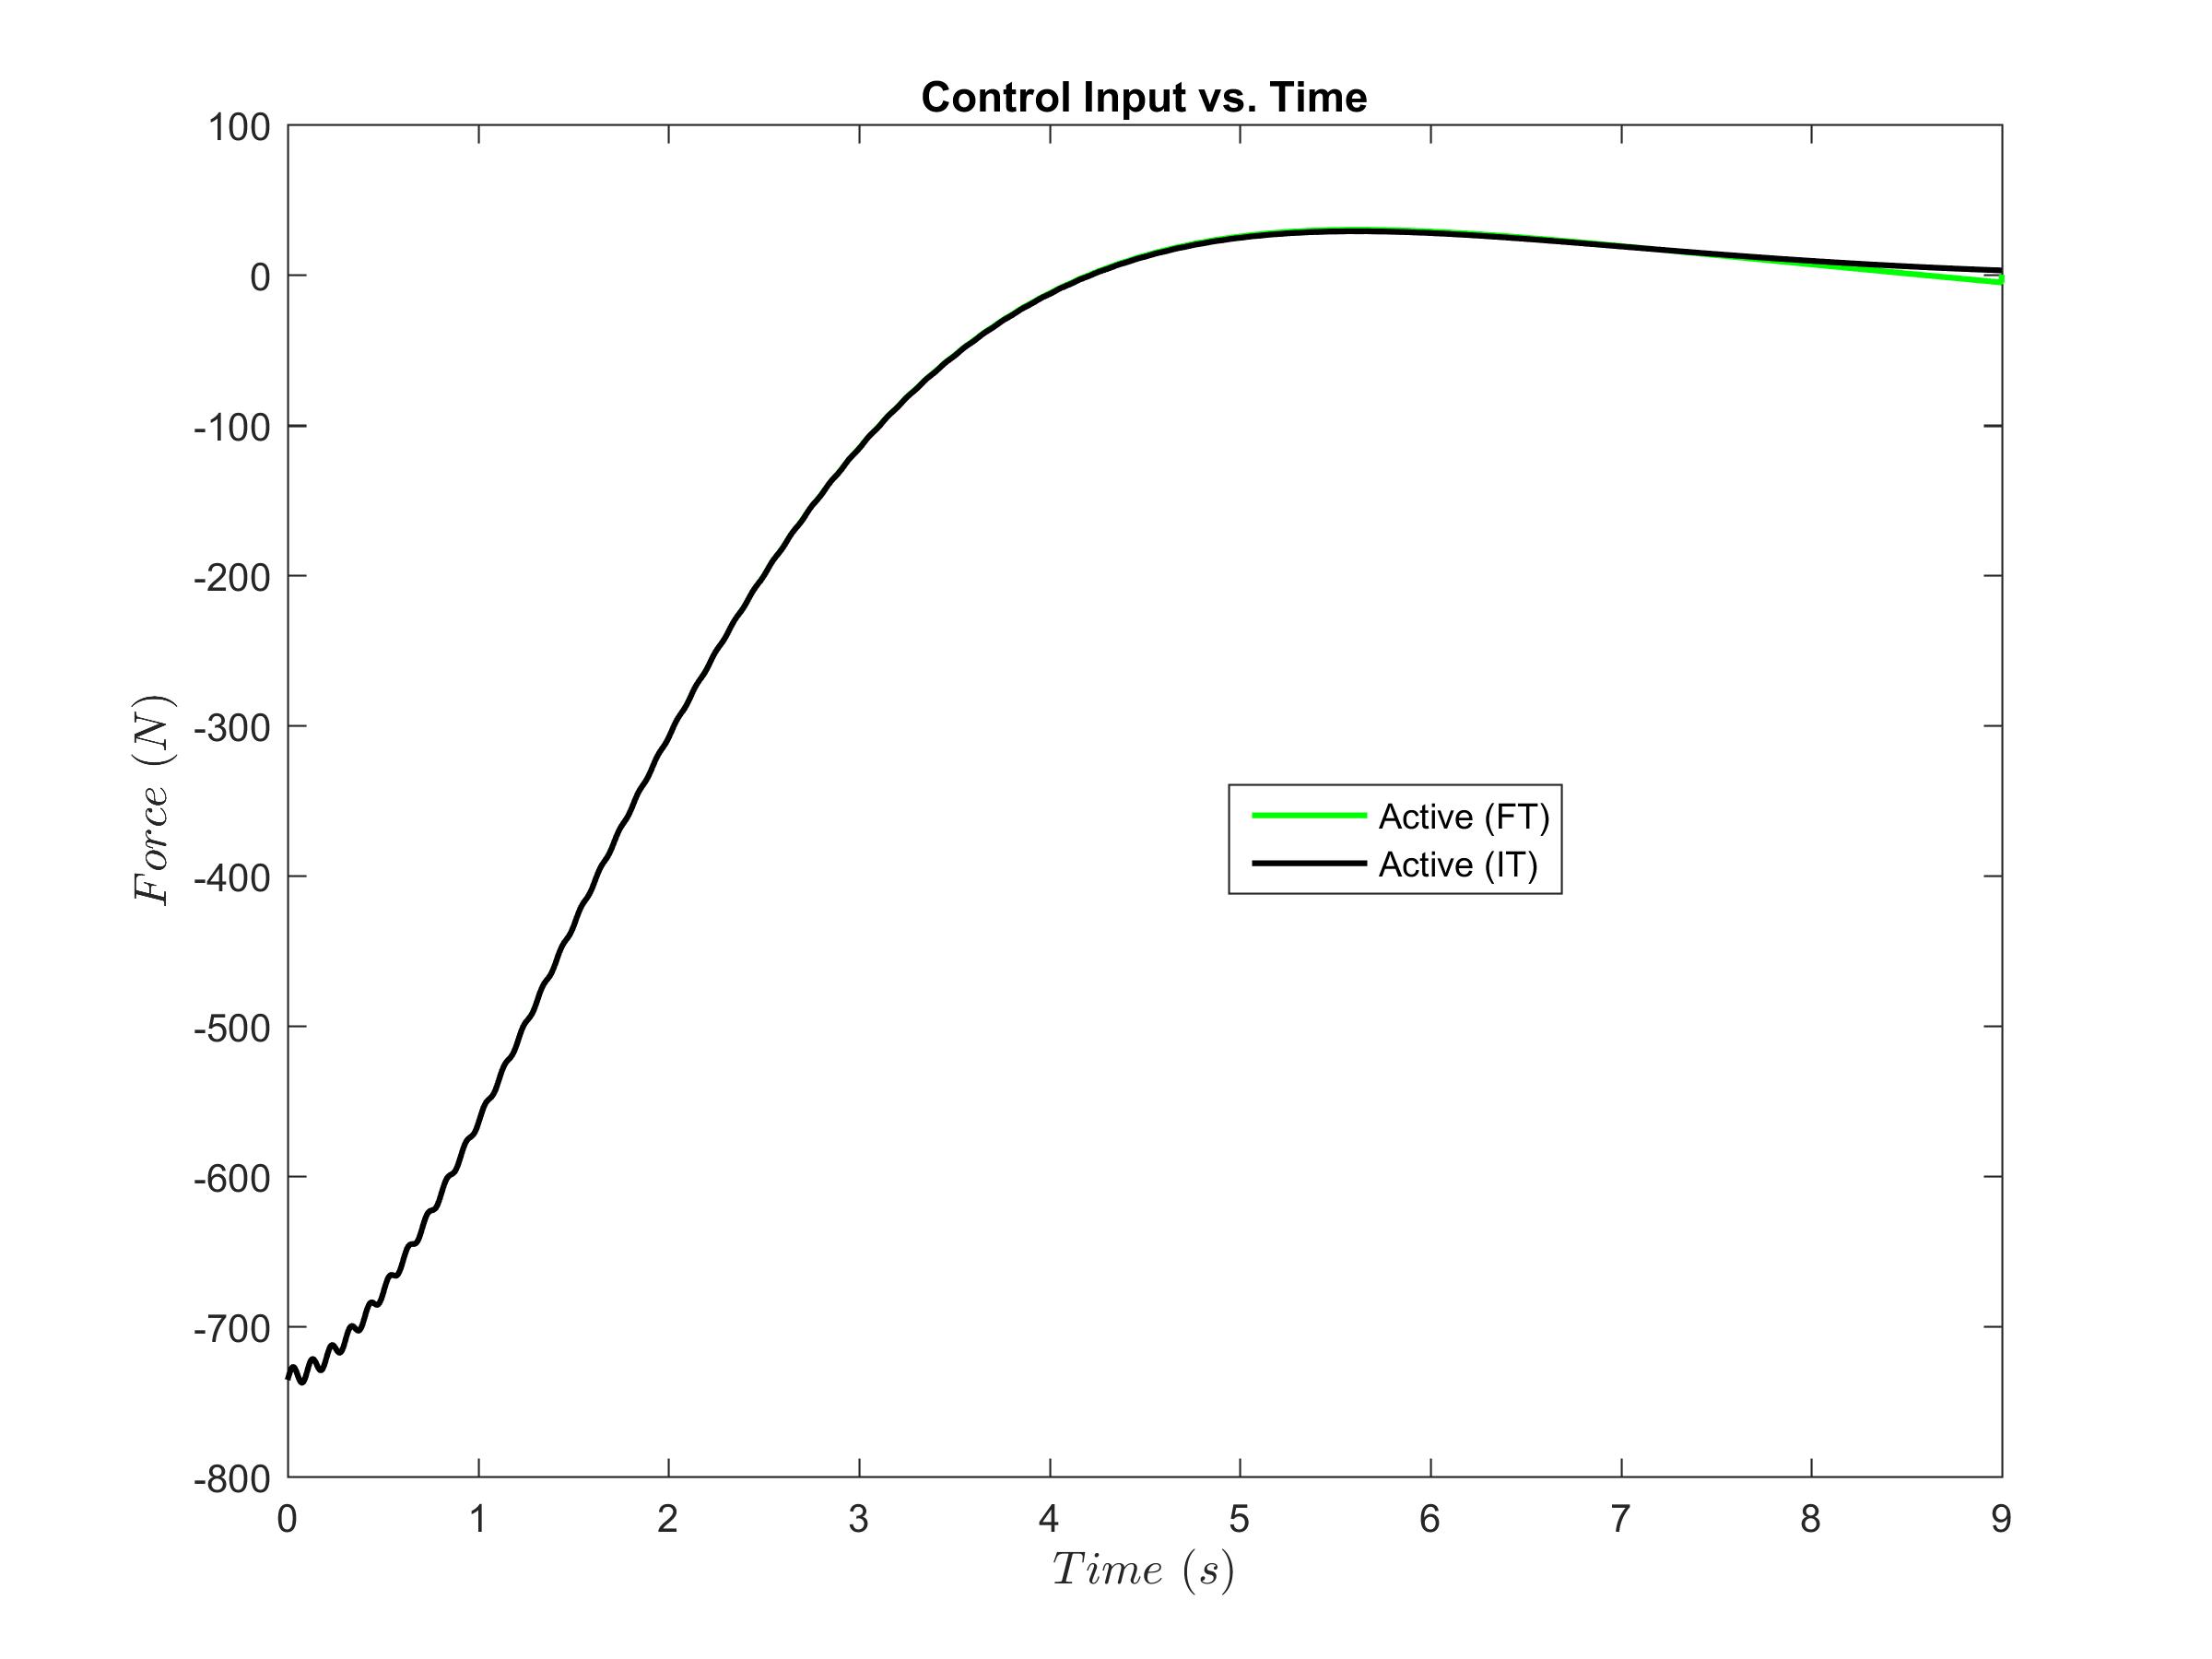 Control Input vs. Time
100
0
-100
-200
-300
-400
-500
-600
-700
-800
Force (N)
Active (FT)
Active (IT)
0 1 2 3 4 5 6 7 8 9
Time (s)